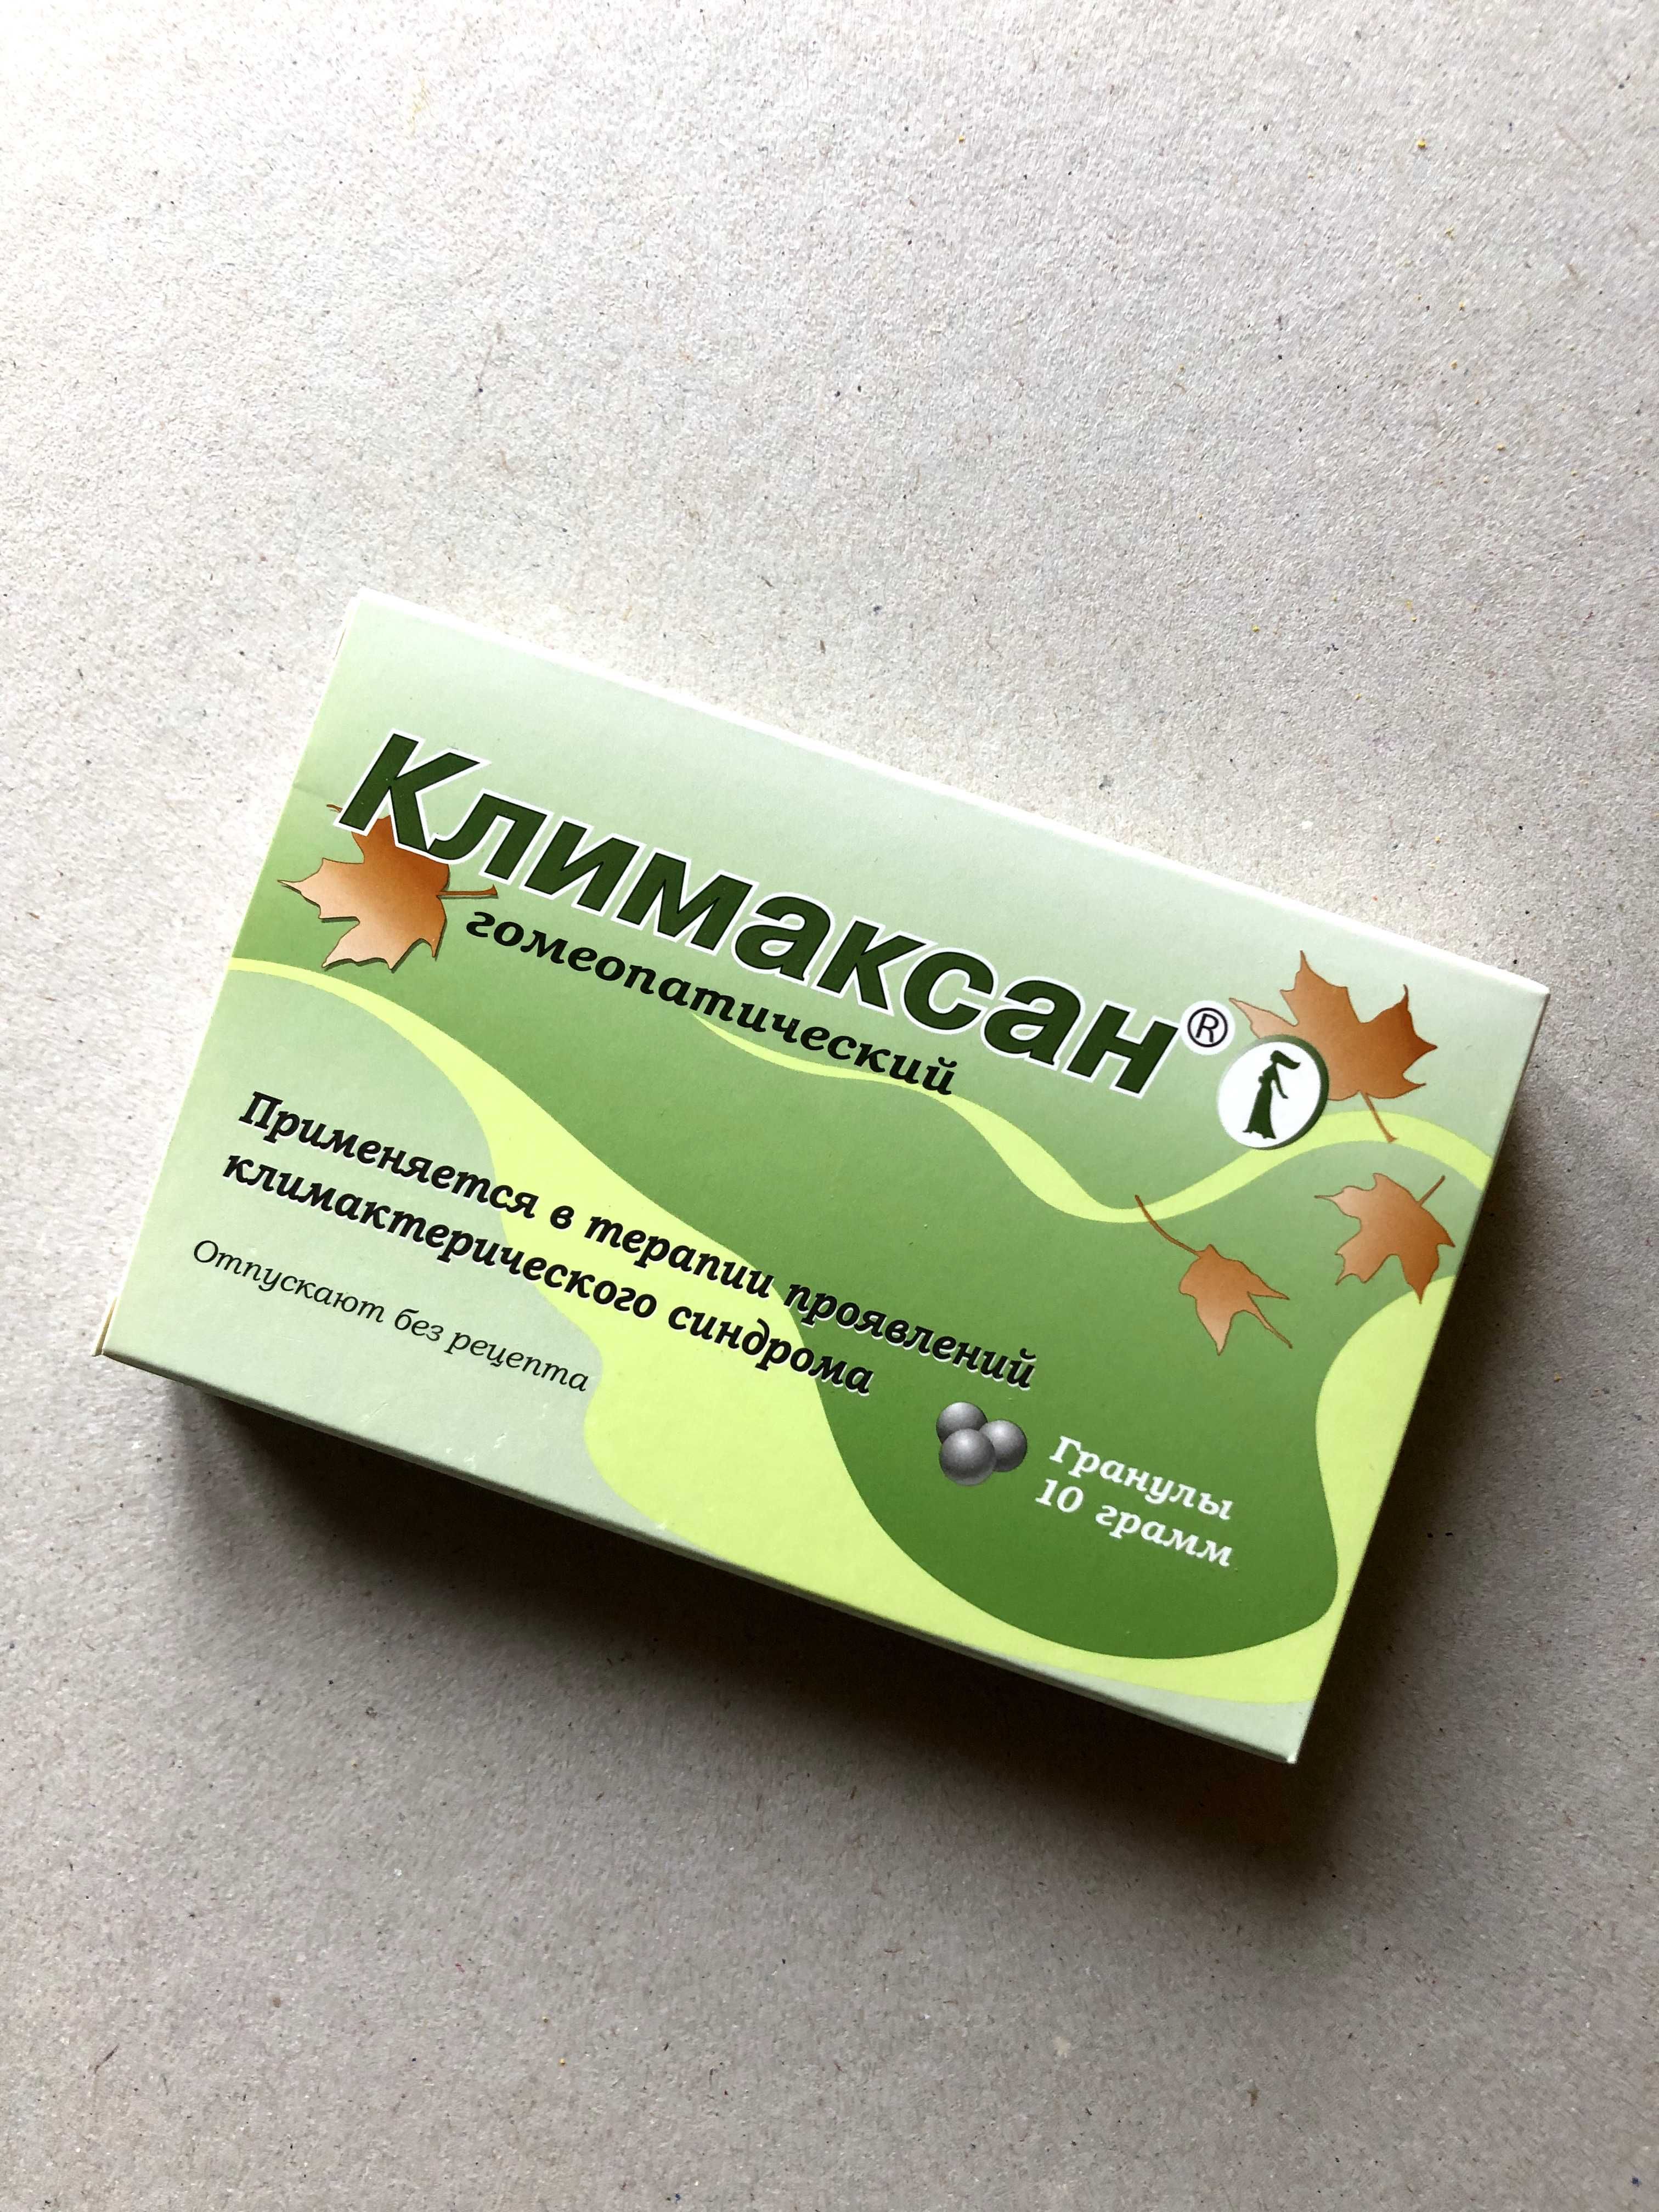 Климаксан®
гомеопатический
Применяется в терапии проявлений
климактерического синдрома
Отпускают без рецепта
Гранулы
10 грамм